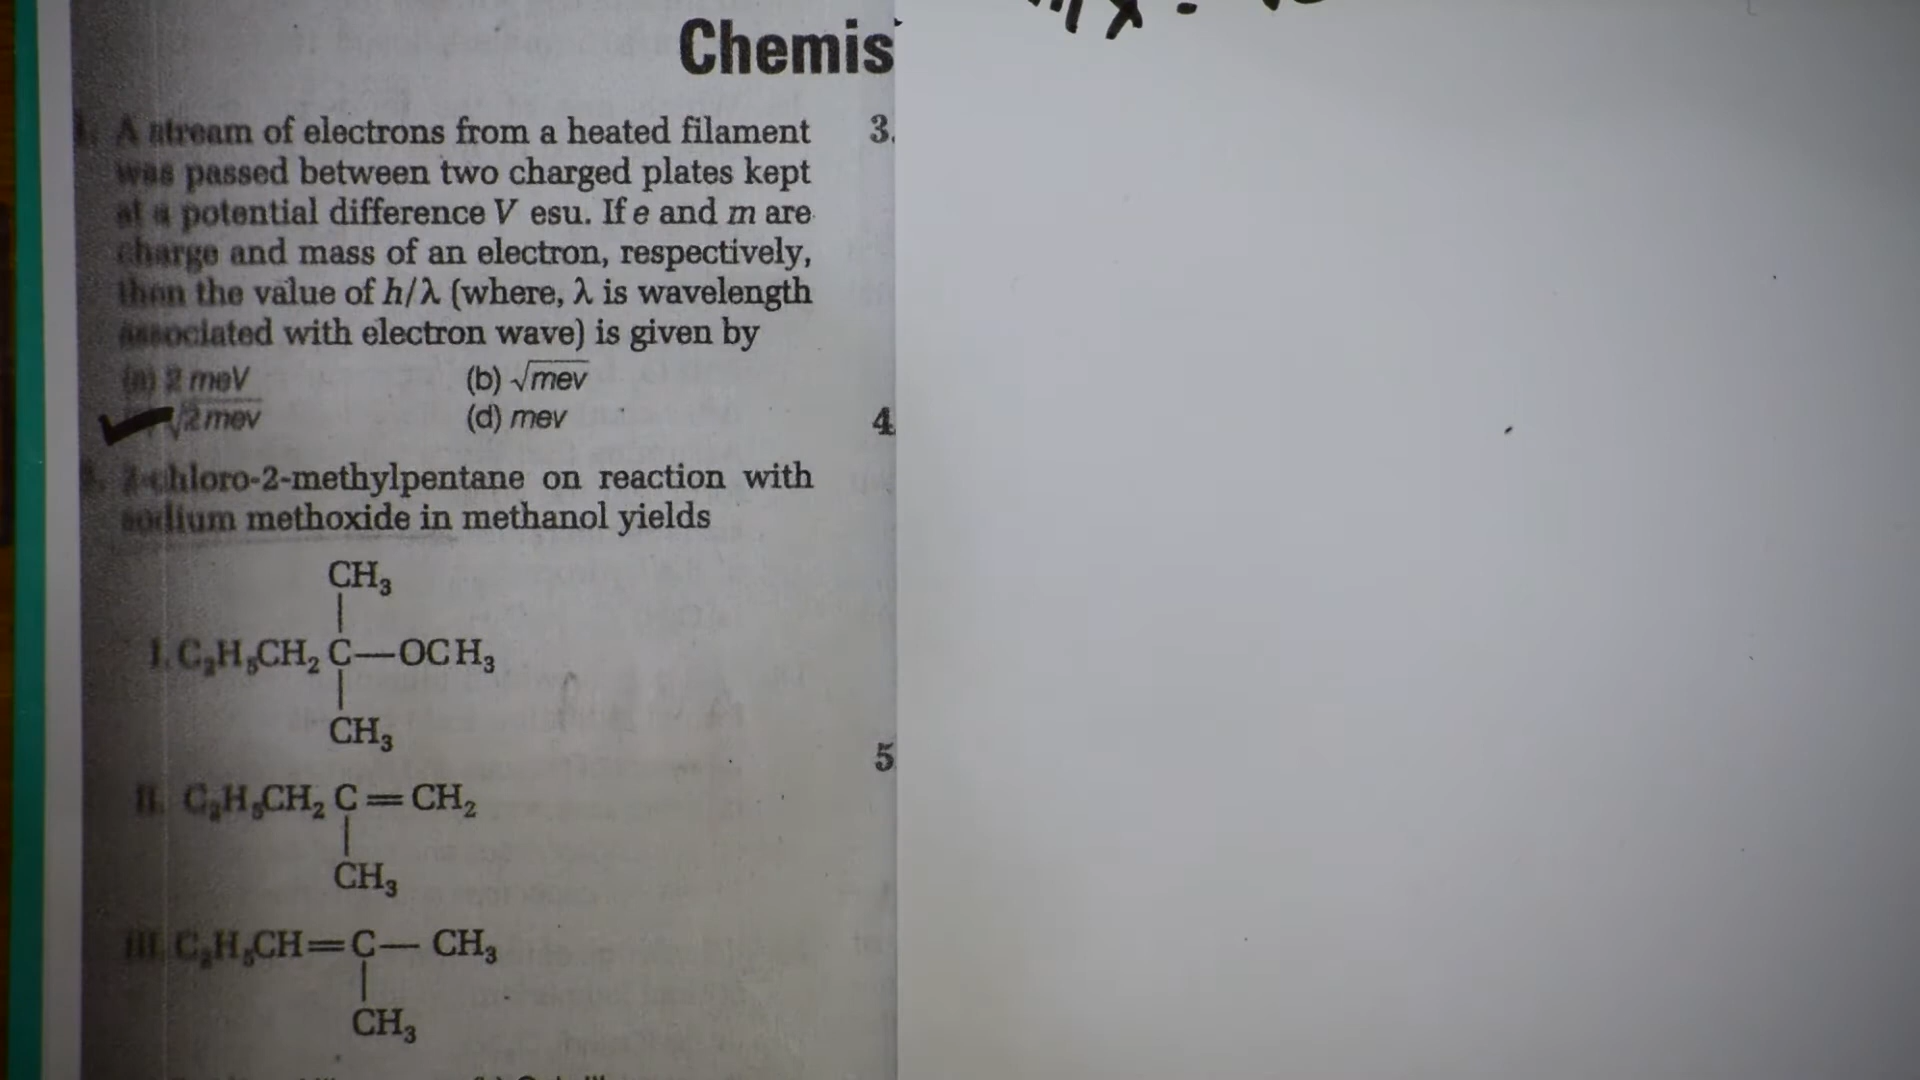 Chemis
A stream of electrons from a heated filament
was passed between two charged plates kept
at a potential difference V esu. If e and m are
charge and mass of an electron, respectively,
then the value of h/λ (where, λ is wavelength
associated with electron wave) is given by
(a) 2 meV (b) √mev
√2mev (d) mev
2-chloro-2-methylpentane on reaction with
sodium methoxide in methanol yields
CH₃
I. C₂H₅CH₂ C—OCH₃
CH₃
II. C₂H₅CH₂ C=CH₂
CH₃
III. C₂H₅CH=C— CH₃
CH₃
3.
4
5